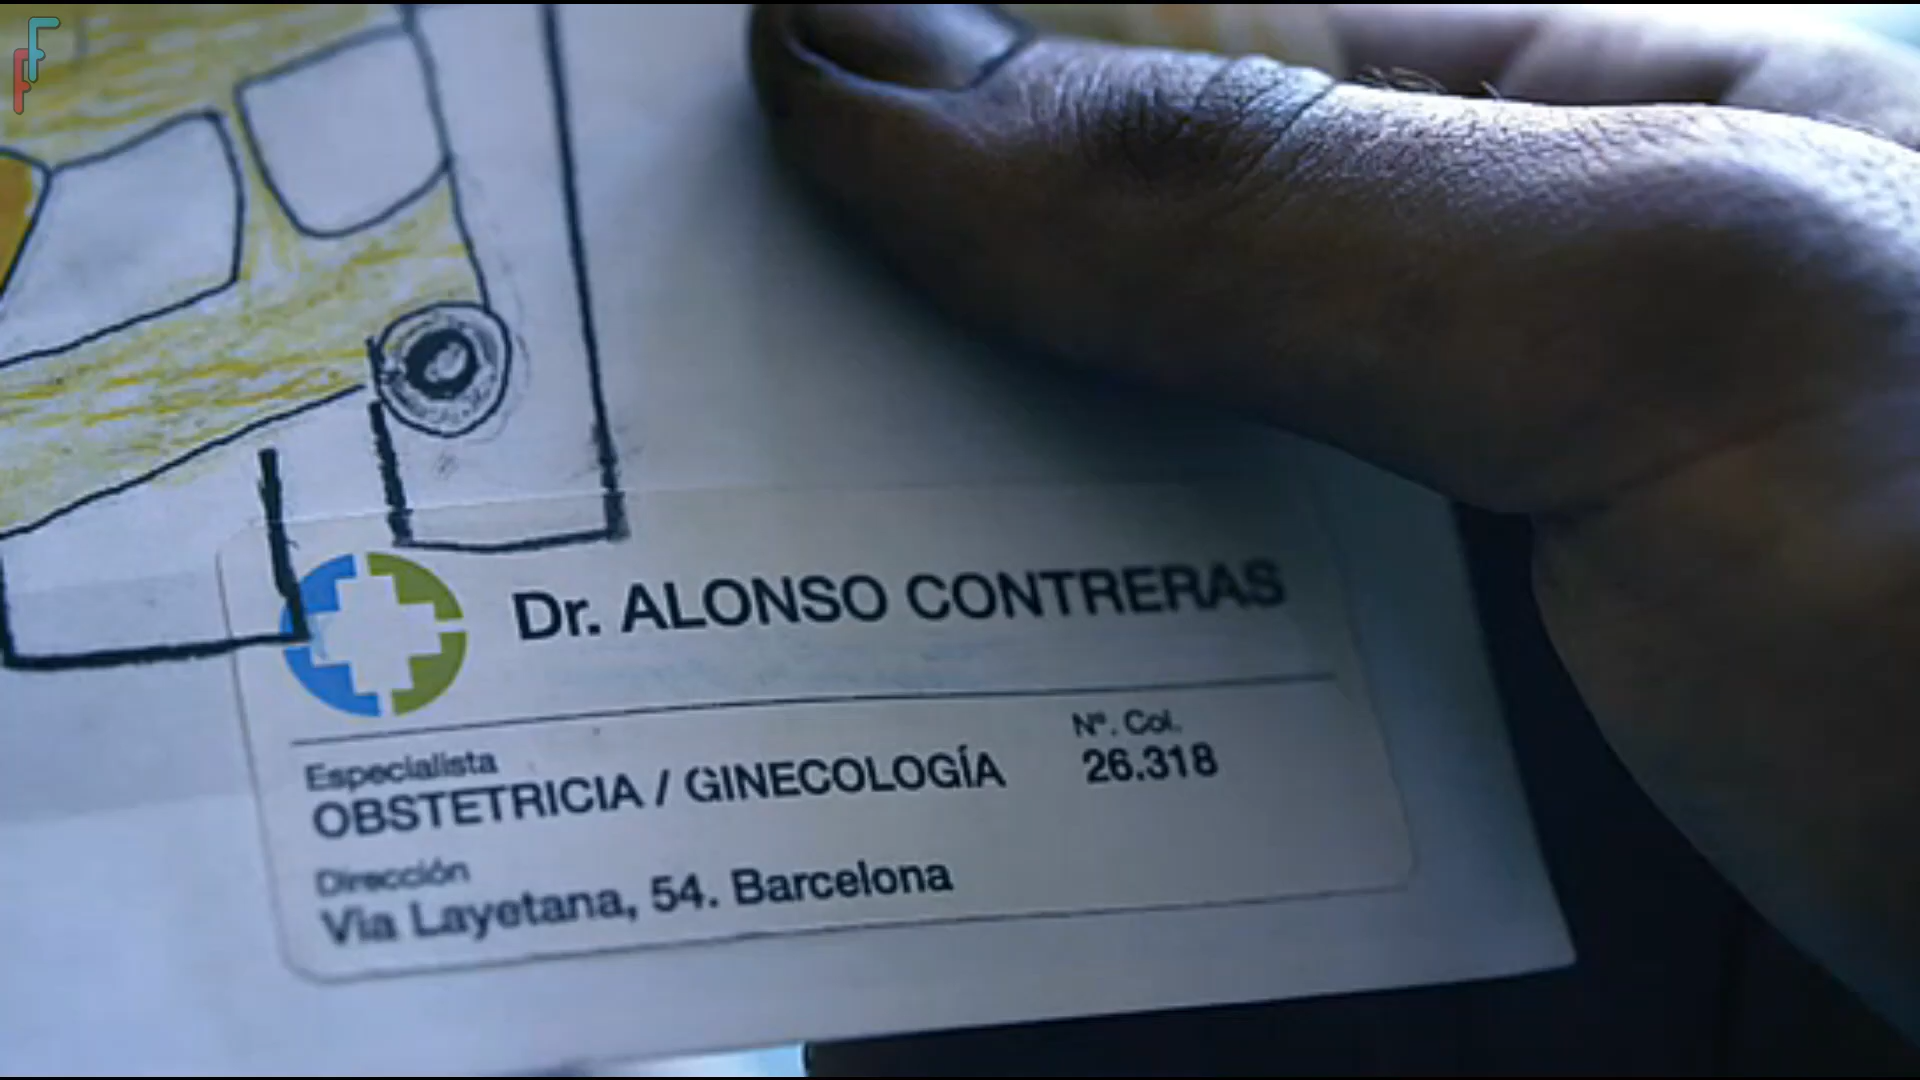 Dr. ALONSO CONTRERAS
Especialista
OBSTETRICIA / GINECOLOGÍA
Nº. Col.
26.318
Dirección
Via Layetana, 54. Barcelona